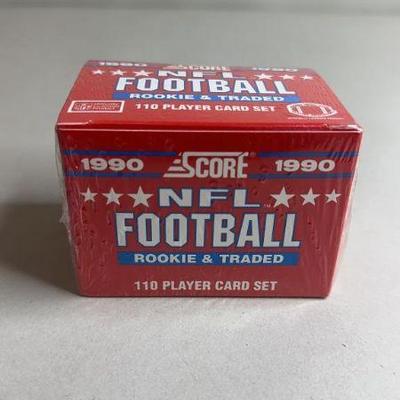 1990 SCORE 1990
NFL
FOOTBALL
ROOKIE & TRADED
110 PLAYER CARD SET
1990 SCORE 1990
NFL
FOOTBALL
ROOKIE & TRADED
110 PLAYER CARD SET